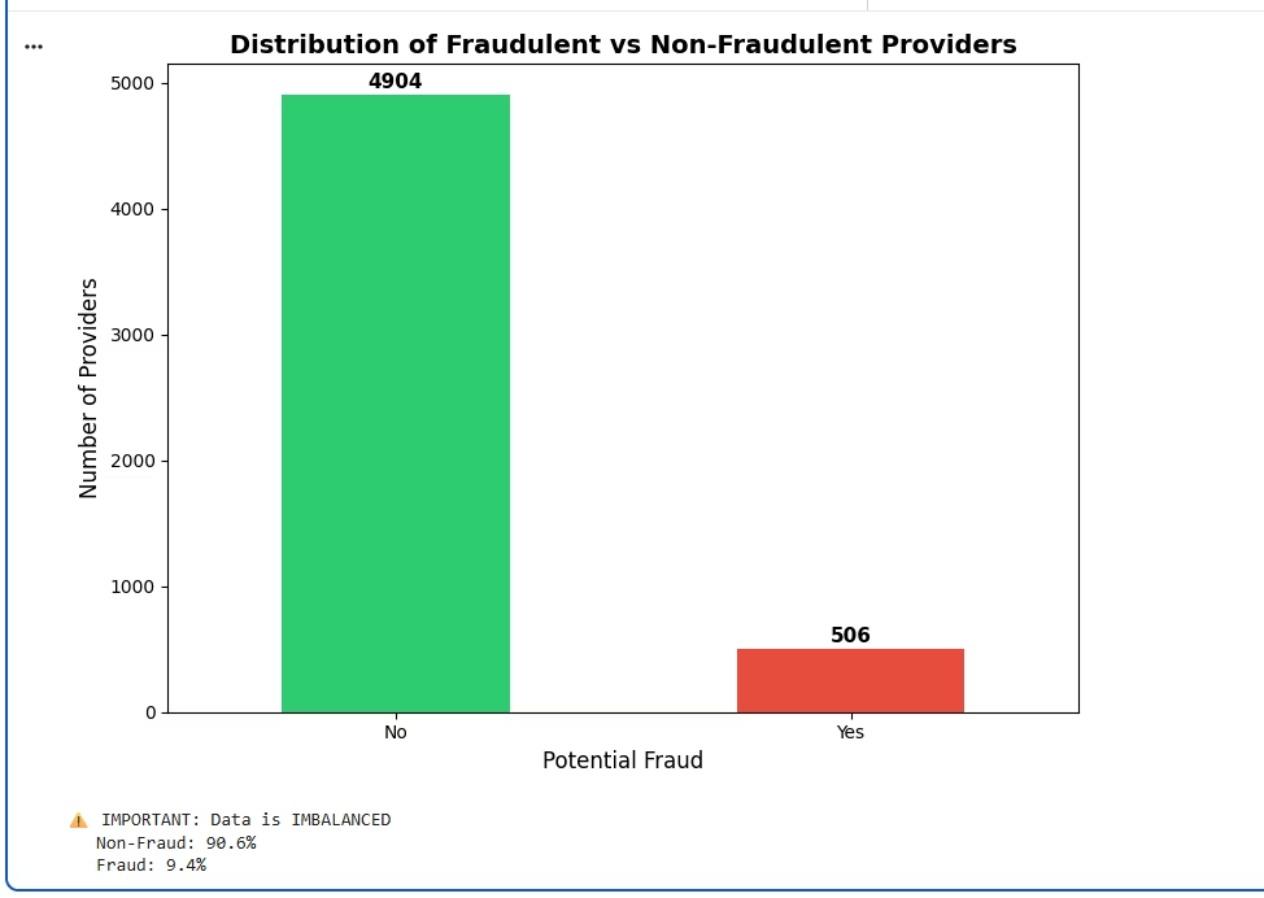 Distribution of Fraudulent vs Non-Fraudulent Providers
4904
5000
4000
3000
2000
1000
0
Number of Providers
506
No
Yes
Potential Fraud
⚠ IMPORTANT: Data is IMBALANCED
Non-Fraud: 90.6%
Fraud: 9.4%